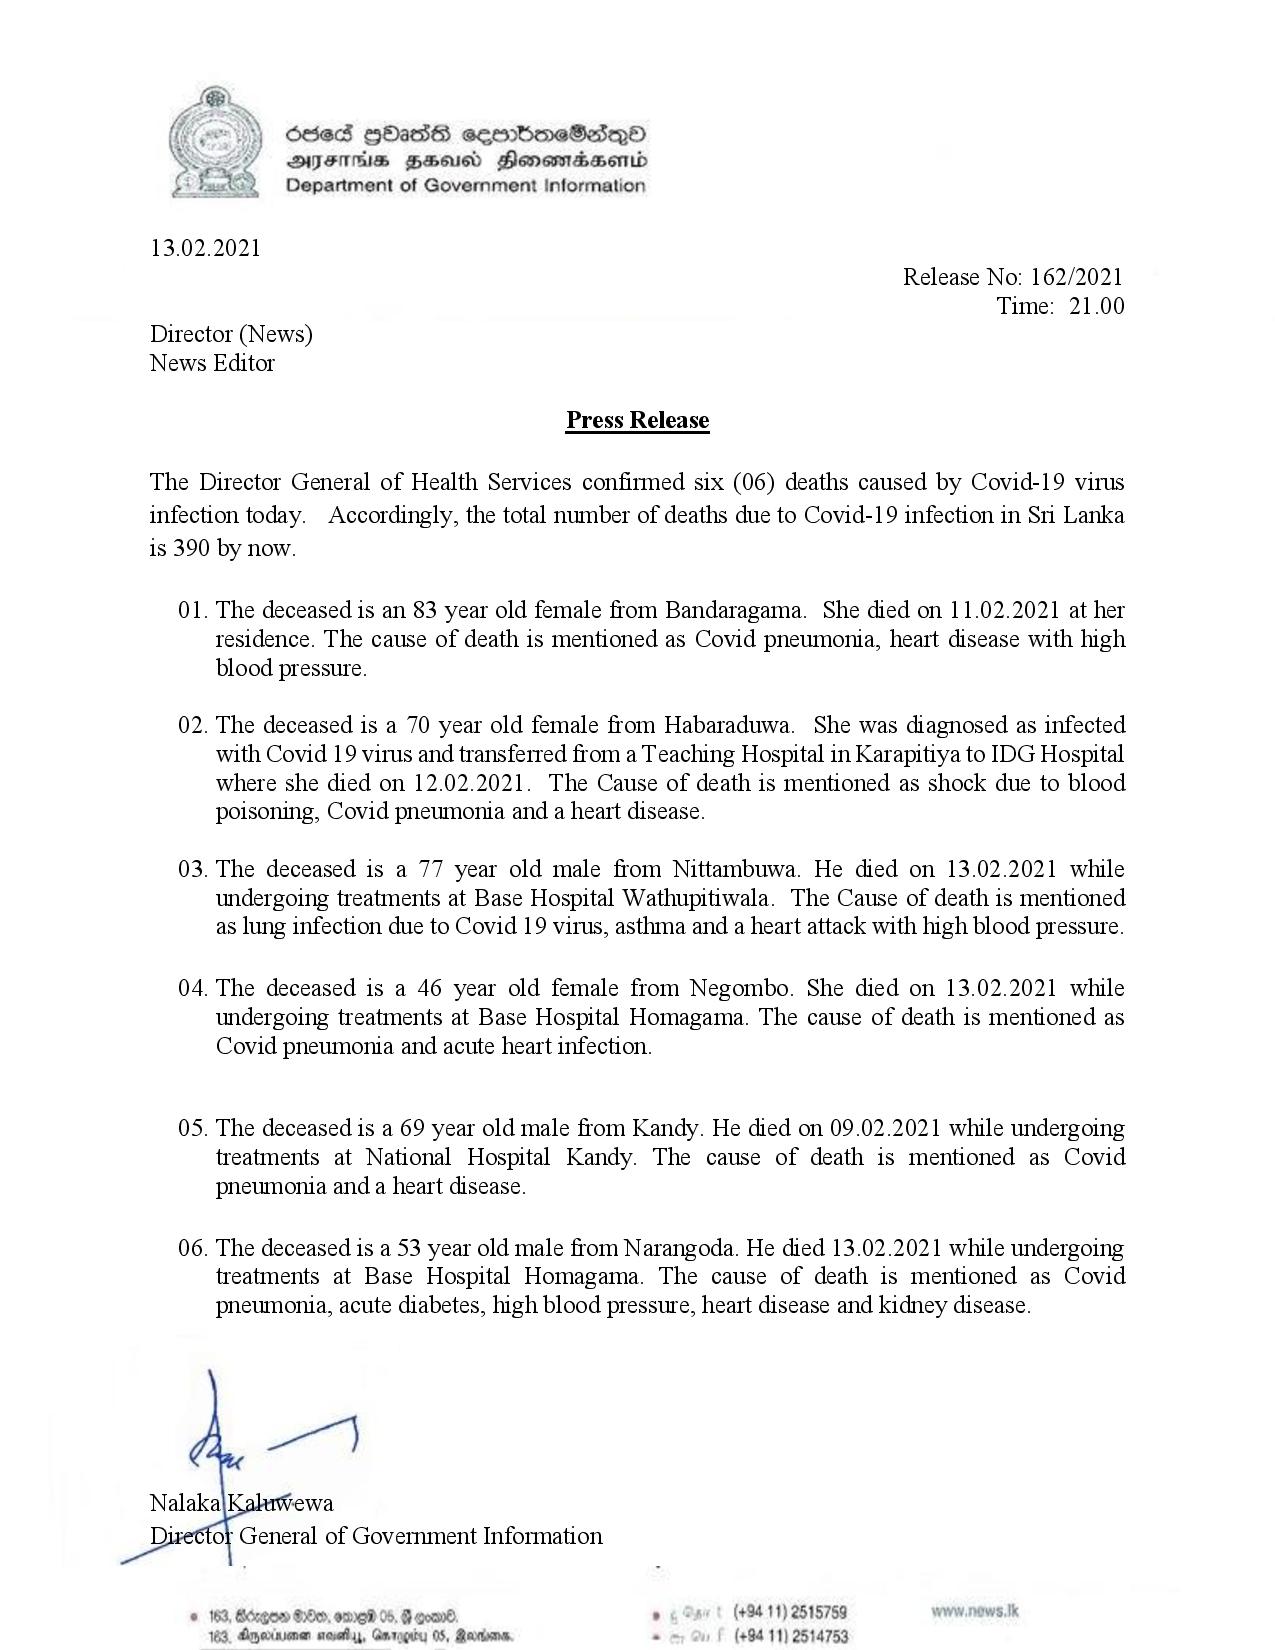 රජයේ ප්‍රවෘත්ති දෙපාර්තමේන්තුව
அரசாங்க தகவல் திணைக்களம்
Department of Government Information
13.02.2021
Release No: 162/2021
Time: 21.00
Director (News)
News Editor
Press Release
The Director General of Health Services confirmed six (06) deaths caused by Covid-19 virus
infection today. Accordingly, the total number of deaths due to Covid-19 infection in Sri Lanka
is 390 by now.
01. The deceased is an 83 year old female from Bandaragama. She died on 11.02.2021 at her
residence. The cause of death is mentioned as Covid pneumonia, heart disease with high
blood pressure.
02. The deceased is a 70 year old female from Habaraduwa. She was diagnosed as infected
with Covid 19 virus and transferred from a Teaching Hospital in Karapitiya to IDG Hospital
where she died on 12.02.2021. The Cause of death is mentioned as shock due to blood
poisoning, Covid pneumonia and a heart disease.
03. The deceased is a 77 year old male from Nittambuwa. He died on 13.02.2021 while
undergoing treatments at Base Hospital Wathupitiwala. The Cause of death is mentioned
as lung infection due to Covid 19 virus, asthma and a heart attack with high blood pressure.
04. The deceased is a 46 year old female from Negombo. She died on 13.02.2021 while
undergoing treatments at Base Hospital Homagama. The cause of death is mentioned as
Covid pneumonia and acute heart infection.
05. The deceased is a 69 year old male from Kandy. He died on 09.02.2021 while undergoing
treatments at National Hospital Kandy. The cause of death is mentioned as Covid
pneumonia and a heart disease.
06. The deceased is a 53 year old male from Narangoda. He died 13.02.2021 while undergoing
treatments at Base Hospital Homagama. The cause of death is mentioned as Covid
pneumonia, acute diabetes, high blood pressure, heart disease and kidney disease.
Nalaka Kaluwewa
Director General of Government Information
163, කිරුලපන මාවත, කොළඹ 05, ශ්‍රී ලංකාව.
163, கிருலப்பனை எவனியூ, கொழும்பு 05, இலங்கை.
(+94 11) 2515759
(+94 11) 2514753
www.news.lk